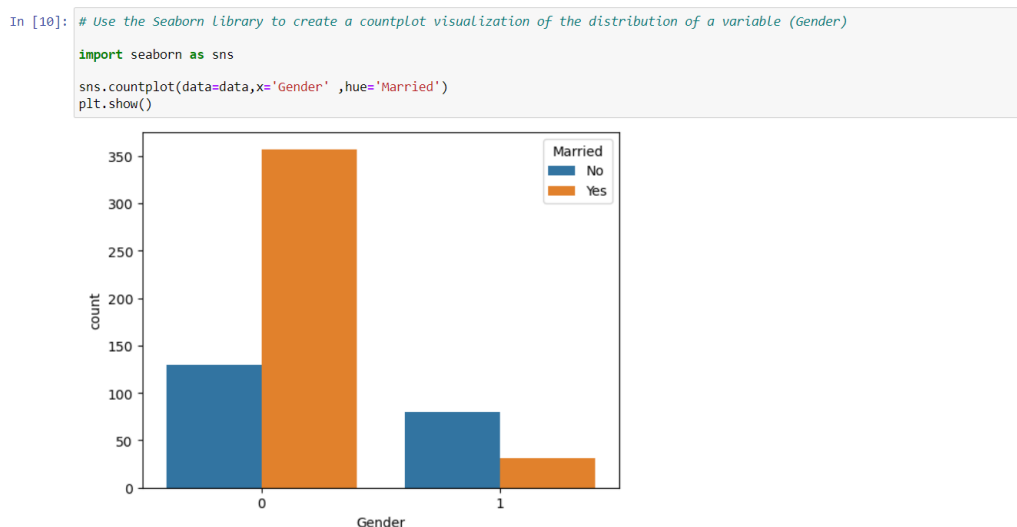 In [10]: # Use the Seaborn library to create a countplot visualization of the distribution of a variable (Gender)
import seaborn as sns
sns.countplot(data=data,x='Gender' ,hue='Married')
plt.show()
Married
No
Yes
350
300
250
200
150
100
50
0
count
0 1
Gender